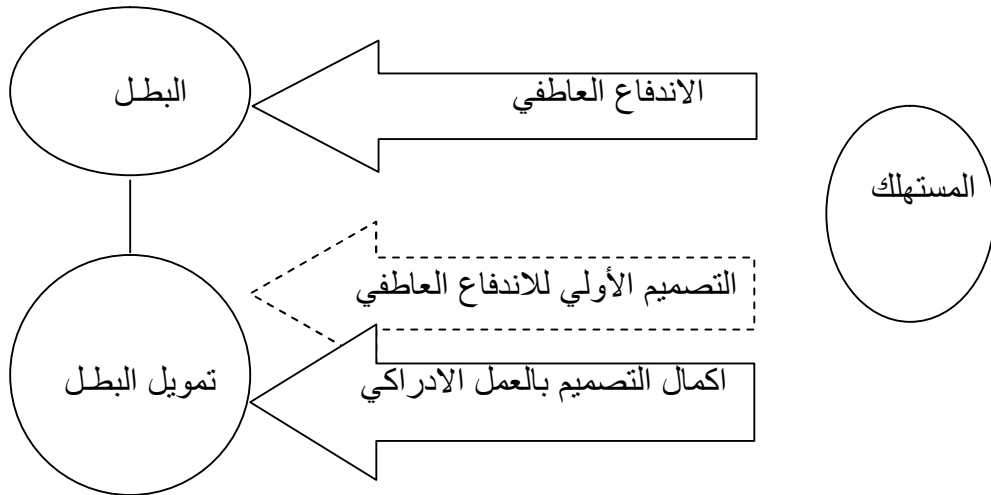 البطل
الاندفاع العاطفي
المستهلك
التصميم الأولي للاندفاع العاطفي
تمويل البطل
اكمال التصميم بالعمل الادراكي